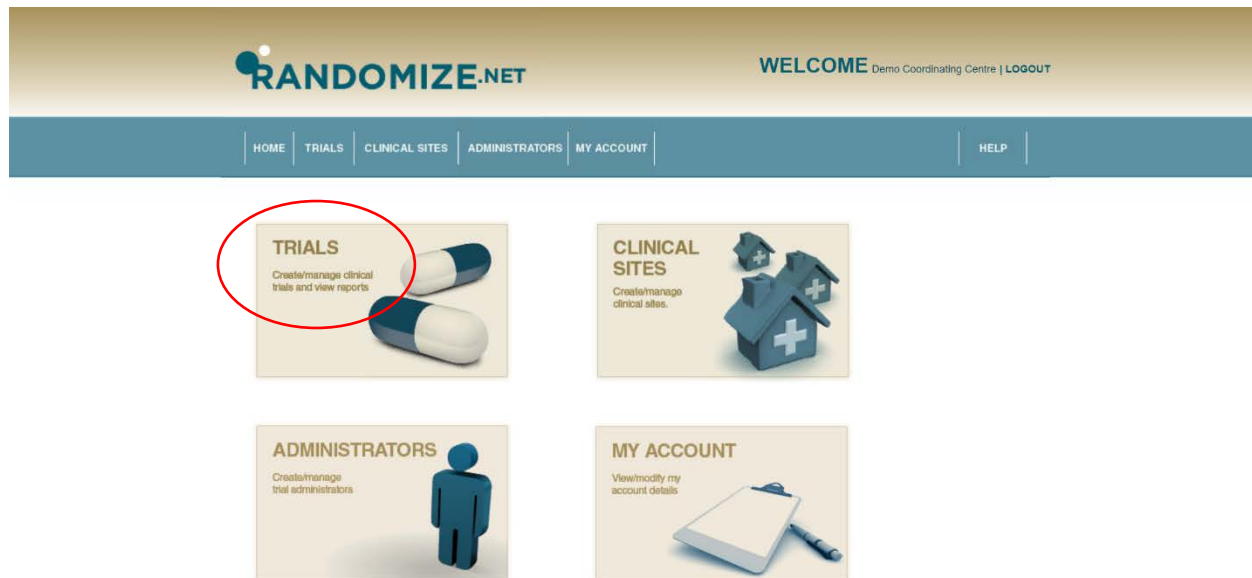 RANDOMIZE.NET
WELCOME Demo Coordinating Centre | LOGOUT
HOME TRIALS CLINICAL SITES ADMINISTRATORS MY ACCOUNT HELP
TRIALS
Create/manage clinical
trials and view reports
CLINICAL
SITES
Create/manage
clinical sites.
ADMINISTRATORS
Create/manage
trial administrators
MY ACCOUNT
View/modify my
account details